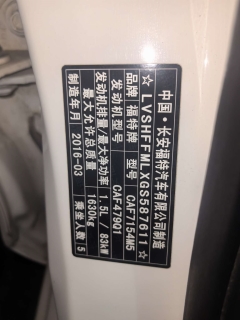 中国·长安福特汽车有限公司制造
☆LVSHFFMLXGS587611☆
品牌 福特牌 型号 CAF7154M5
发动机型号 CAF479Q1
发动机排量/最大净功率 1.5L / 83kW
最大允许总质量 1630kg
制造年月 2016-03 乘坐人数 5